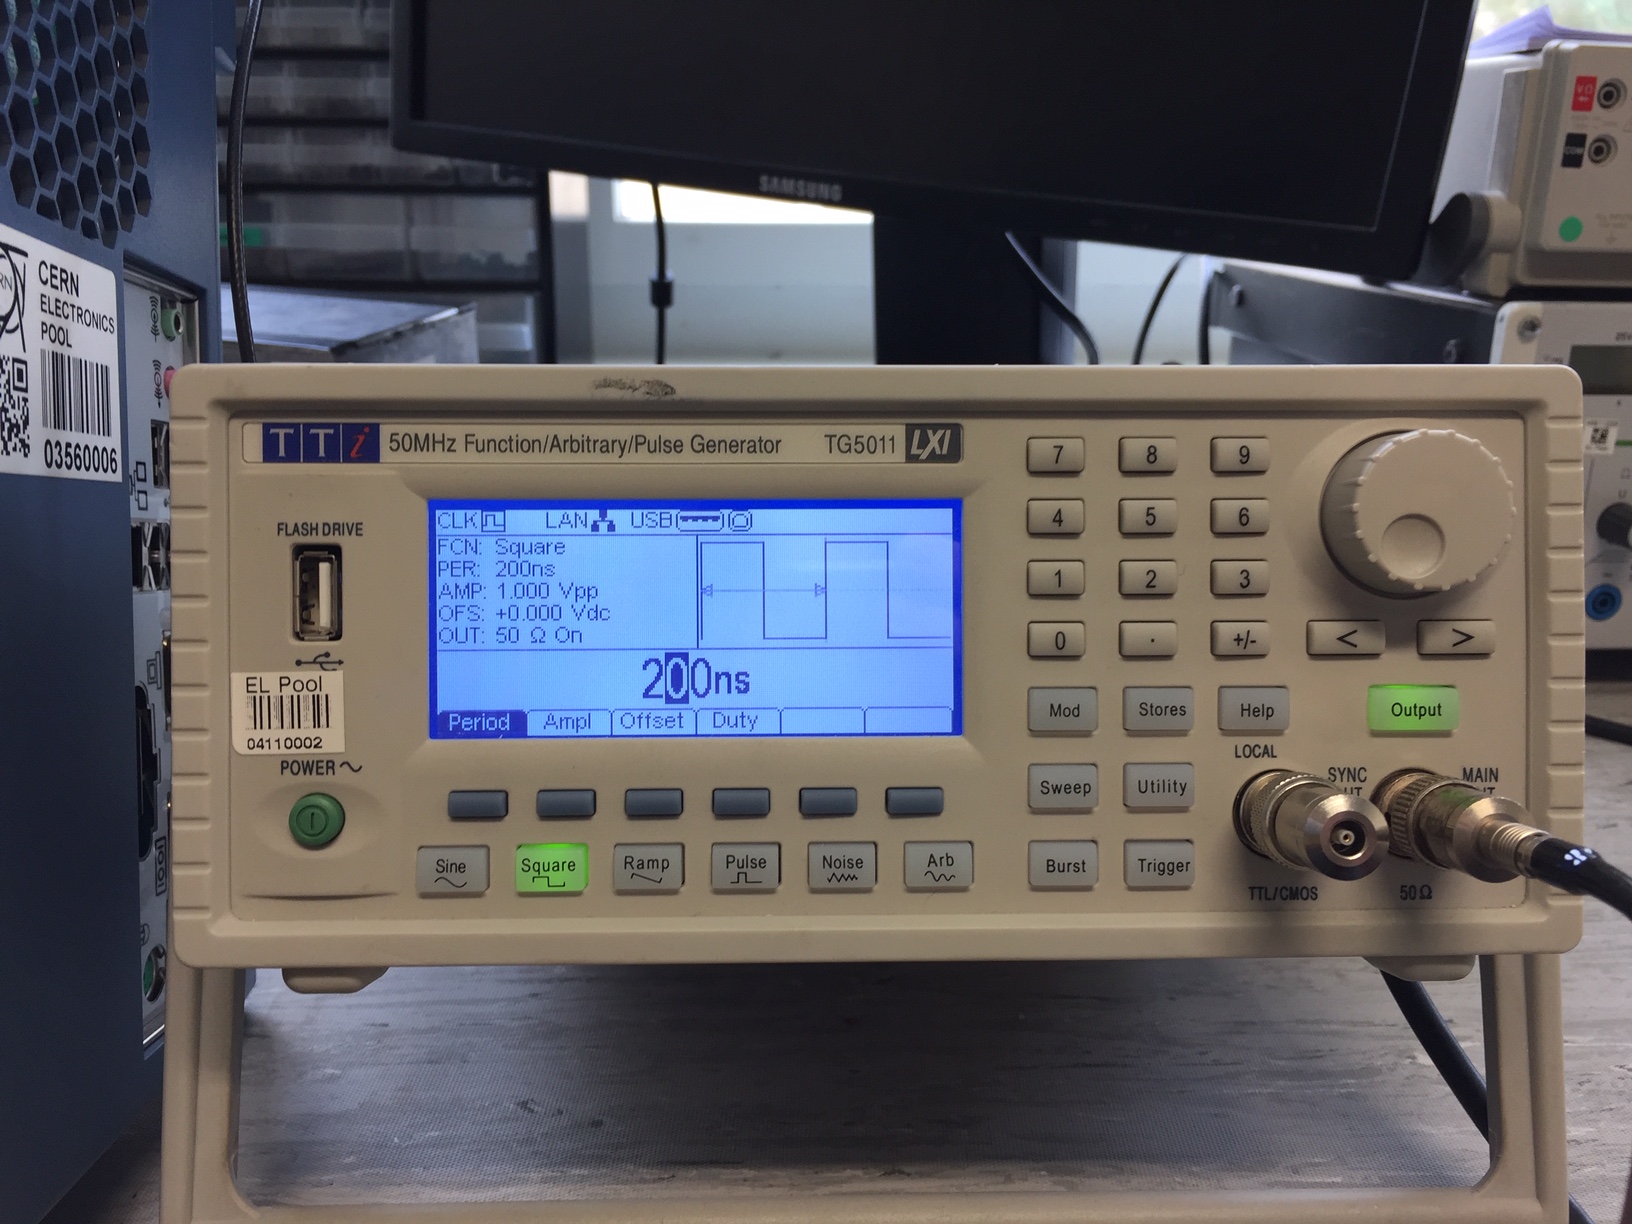 SAMSUNG
CERN
ELECTRONICS
POOL
03560006
TTi 50MHz Function/Arbitrary/Pulse Generator TG5011 LXI
FLASH DRIVE
EL Pool
04110002
POWER
CLK LAN USB
FCN: Square
PER: 200ns
AMP: 1.000 Vpp
OFS: +0.000 Vdc
OUT: 50 Ω On
200ns
Period Ampl Offset Duty
Sine Square Ramp Pulse Noise Arb
7 8 9
4 5 6
1 2 3
0 . +/-
< >
Mod Stores Help Output
LOCAL
Sweep Utility
Burst Trigger
SYNC
MAIN
TTL/CMOS 50Ω